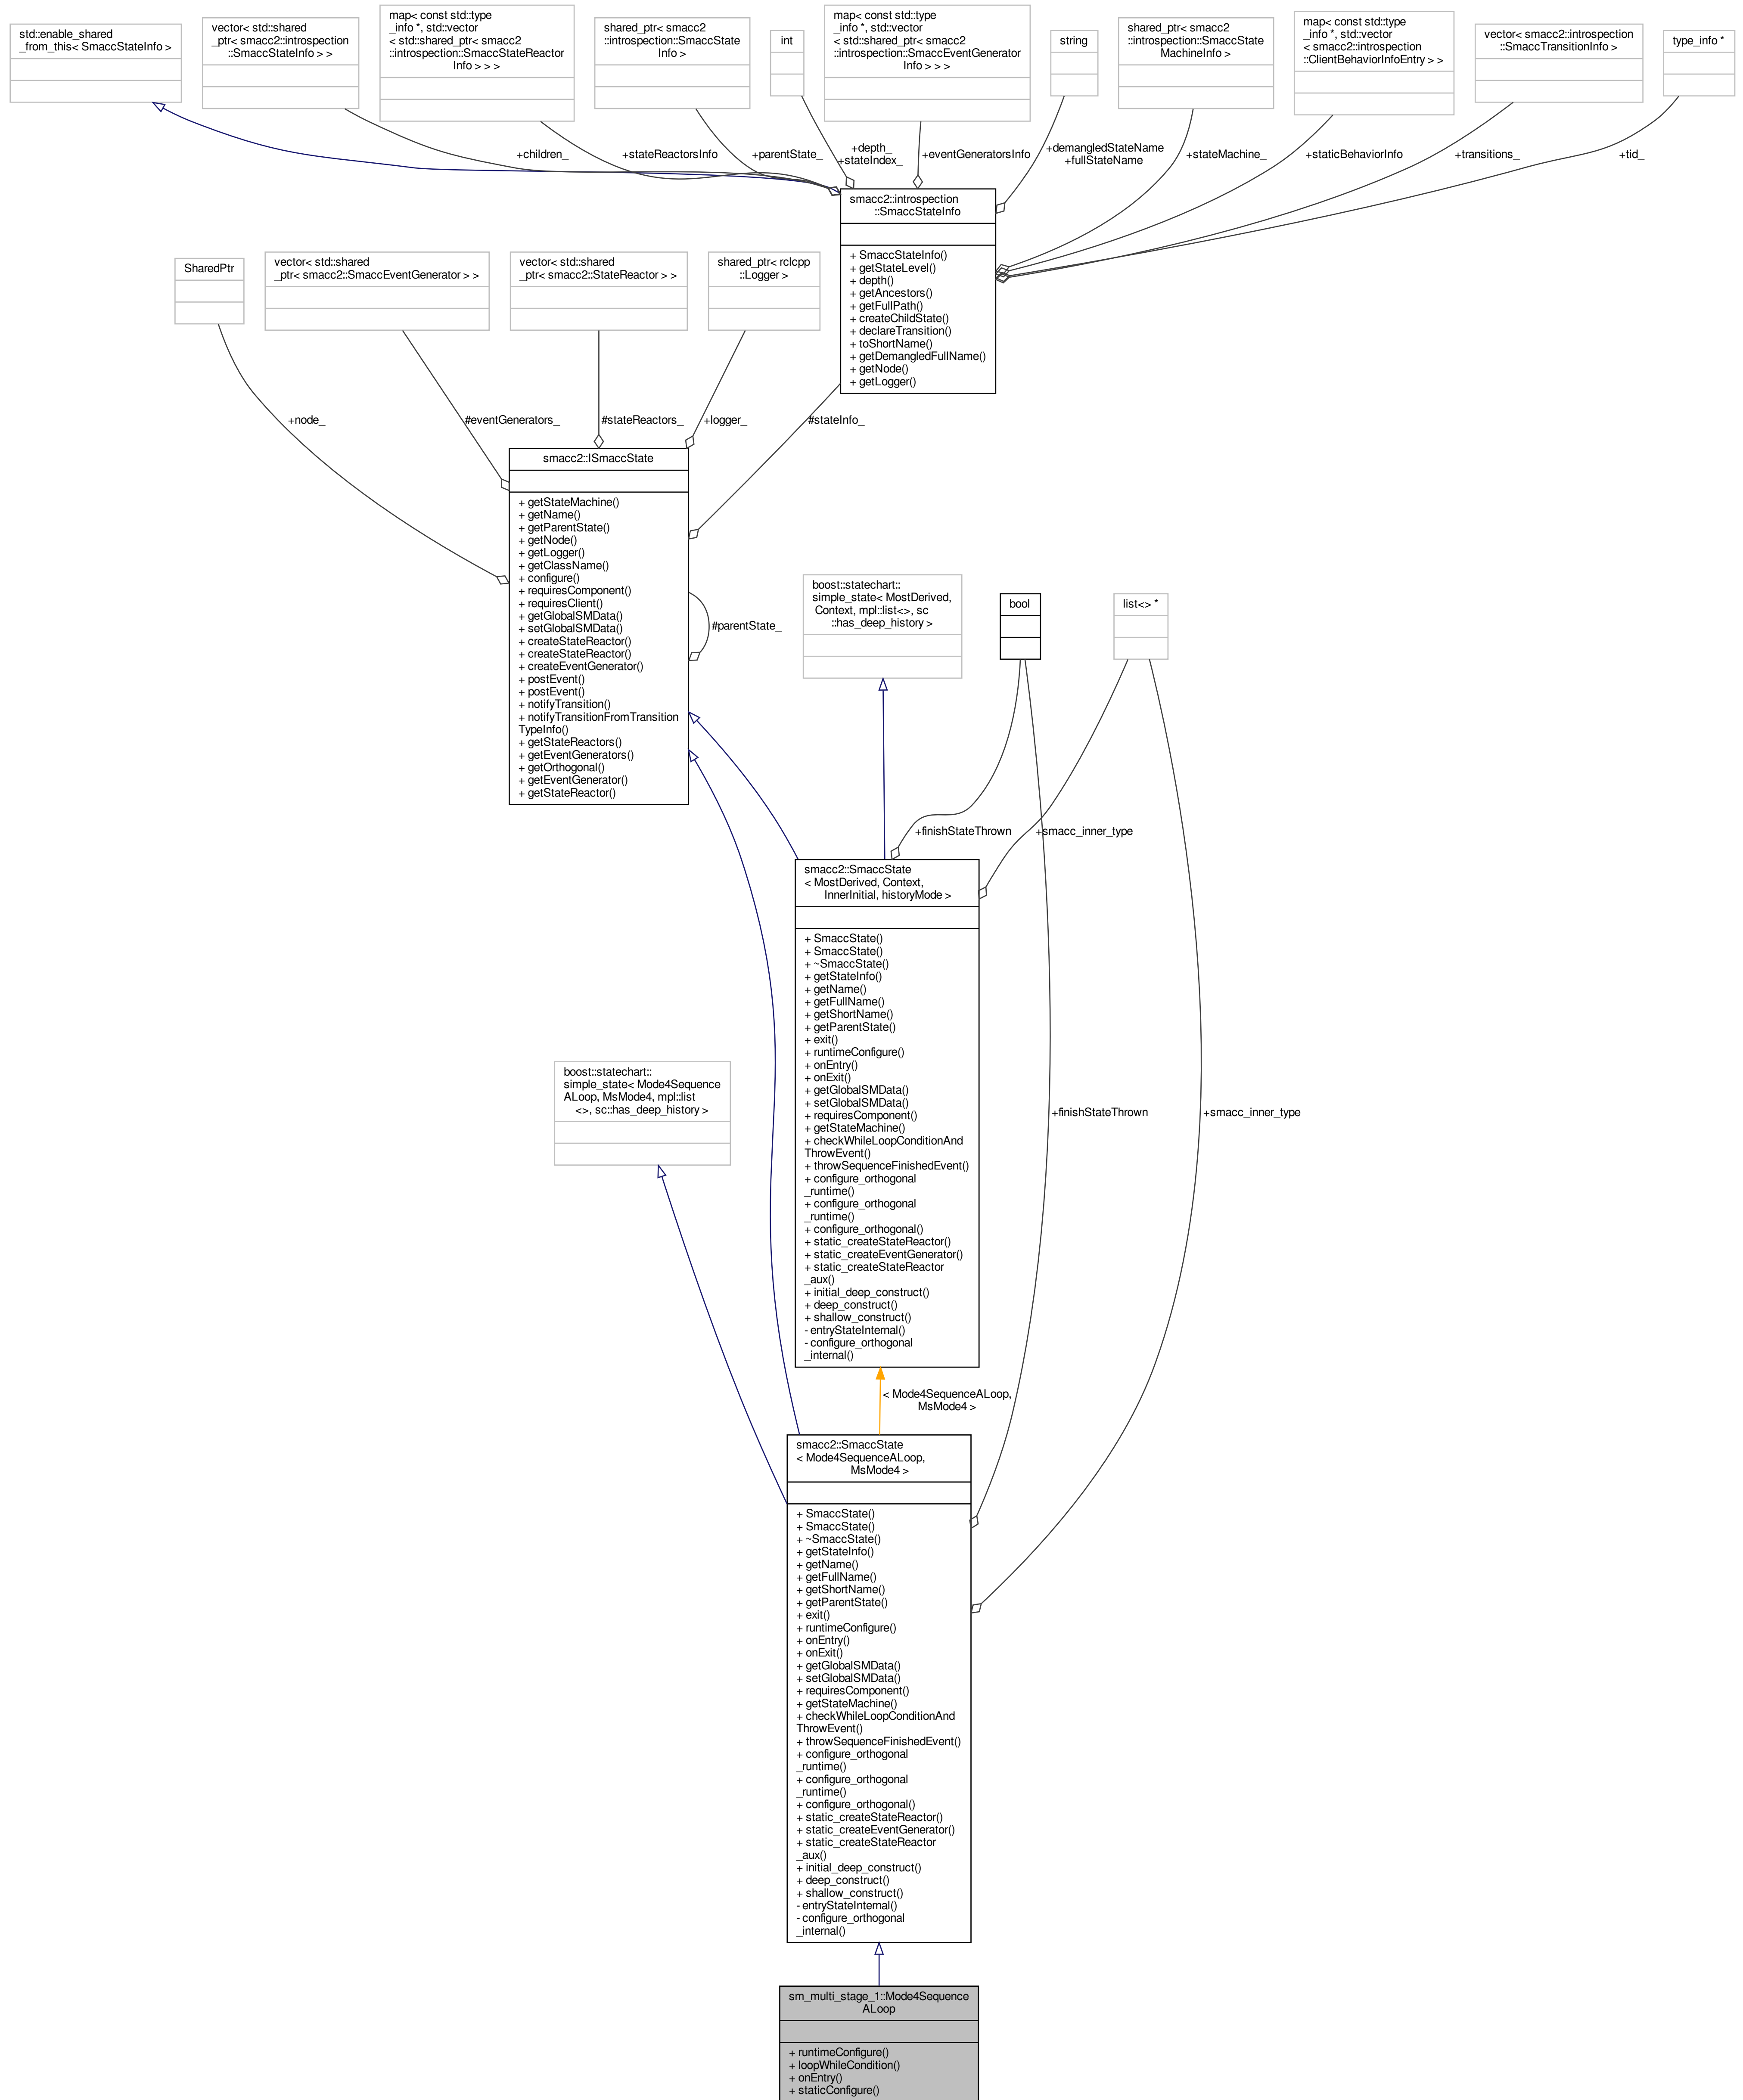 std::enable_shared
_from_this< SmaccStateInfo >
vector< std::shared
_ptr< smacc2::introspection
::SmaccStateInfo > >
map< const std::type
_info *, std::vector
< std::shared_ptr< smacc2
::introspection::SmaccStateReactor
Info > > >
shared_ptr< smacc2
::introspection::SmaccState
Info >
int
map< const std::type
_info *, std::vector
< std::shared_ptr< smacc2
::introspection::SmaccEventGenerator
Info > > >
string
shared_ptr< smacc2
::introspection::SmaccState
MachineInfo >
map< const std::type
_info *, std::vector
< smacc2::introspection
::ClientBehaviorInfoEntry > >
vector< smacc2::introspection
::SmaccTransitionInfo >
type_info *
+children_
+stateReactorsInfo
+parentState_
+depth_
+stateIndex_
+eventGeneratorsInfo
+demangledStateName
+fullStateName
+stateMachine_
+staticBehaviorInfo
+transitions_
+tid_
smacc2::introspection
::SmaccStateInfo
+ SmaccStateInfo()
+ getStateLevel()
+ depth()
+ getAncestors()
+ getFullPath()
+ createChildState()
+ declareTransition()
+ toShortName()
+ getDemangledFullName()
+ getNode()
+ getLogger()
SharedPtr
vector< std::shared
_ptr< smacc2::SmaccEventGenerator > >
vector< std::shared
_ptr< smacc2::StateReactor > >
shared_ptr< rclcpp
::Logger >
+node_
#eventGenerators_
#stateReactors_
+logger_
#stateInfo_
smacc2::ISmaccState
+ getStateMachine()
+ getName()
+ getParentState()
+ getNode()
+ getLogger()
+ getClassName()
+ configure()
+ requiresComponent()
+ requiresClient()
+ getGlobalSMData()
+ setGlobalSMData()
+ createStateReactor()
+ createStateReactor()
+ createEventGenerator()
+ postEvent()
+ postEvent()
+ notifyTransition()
+ notifyTransitionFromTransition
TypeInfo()
+ getStateReactors()
+ getEventGenerators()
+ getOrthogonal()
+ getEventGenerator()
+ getStateReactor()
#parentState_
boost::statechart::
simple_state< MostDerived,
Context, mpl::list<>, sc
::has_deep_history >
bool
list<> *
+finishStateThrown
+smacc_inner_type
smacc2::SmaccState
< MostDerived, Context,
InnerInitial, historyMode >
+ SmaccState()
+ SmaccState()
+ ~SmaccState()
+ getStateInfo()
+ getName()
+ getFullName()
+ getShortName()
+ getParentState()
+ exit()
+ runtimeConfigure()
+ onEntry()
+ onExit()
+ getGlobalSMData()
+ setGlobalSMData()
+ requiresComponent()
+ getStateMachine()
+ checkWhileLoopConditionAnd
ThrowEvent()
+ throwSequenceFinishedEvent()
+ configure_orthogonal
_runtime()
+ configure_orthogonal
_runtime()
+ configure_orthogonal()
+ static_createStateReactor()
+ static_createEventGenerator()
+ static_createStateReactor
_aux()
+ initial_deep_construct()
+ deep_construct()
+ shallow_construct()
- entryStateInternal()
- configure_orthogonal
_internal()
boost::statechart::
simple_state< Mode4Sequence
ALoop, MsMode4, mpl::list
<>, sc::has_deep_history >
+finishStateThrown
+smacc_inner_type
< Mode4SequenceALoop,
MsMode4 >
smacc2::SmaccState
< Mode4SequenceALoop,
MsMode4 >
+ SmaccState()
+ SmaccState()
+ ~SmaccState()
+ getStateInfo()
+ getName()
+ getFullName()
+ getShortName()
+ getParentState()
+ exit()
+ runtimeConfigure()
+ onEntry()
+ onExit()
+ getGlobalSMData()
+ setGlobalSMData()
+ requiresComponent()
+ getStateMachine()
+ checkWhileLoopConditionAnd
ThrowEvent()
+ throwSequenceFinishedEvent()
+ configure_orthogonal
_runtime()
+ configure_orthogonal
_runtime()
+ configure_orthogonal()
+ static_createStateReactor()
+ static_createEventGenerator()
+ static_createStateReactor
_aux()
+ initial_deep_construct()
+ deep_construct()
+ shallow_construct()
- entryStateInternal()
- configure_orthogonal
_internal()
sm_multi_stage_1::Mode4Sequence
ALoop
+ runtimeConfigure()
+ loopWhileCondition()
+ onEntry()
+ staticConfigure()